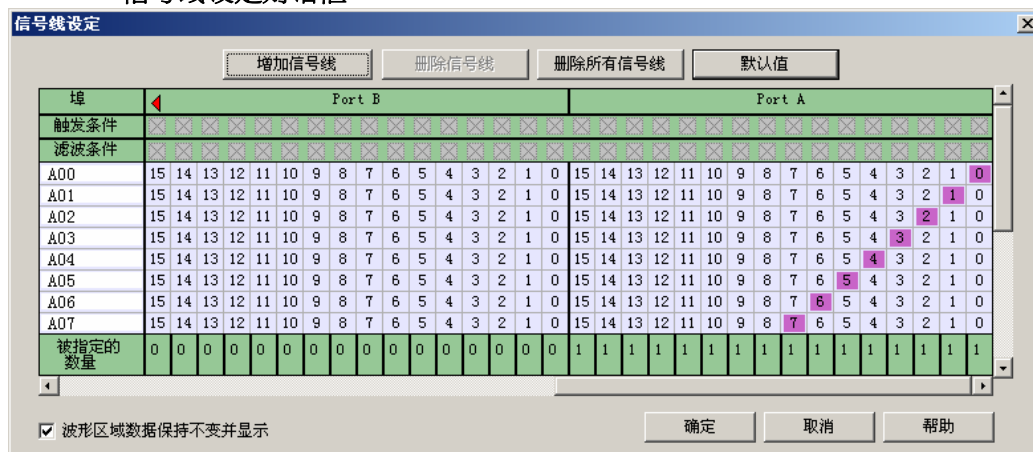 信号线设定
增加信号线 删除信号线 删除所有信号线 默认值
埠 Port B Port A
触发条件
滤波条件
A00 15 14 13 12 11 10 9 8 7 6 5 4 3 2 1 0 15 14 13 12 11 10 9 8 7 6 5 4 3 2 1 0
A01 15 14 13 12 11 10 9 8 7 6 5 4 3 2 1 0 15 14 13 12 11 10 9 8 7 6 5 4 3 2 1 0
A02 15 14 13 12 11 10 9 8 7 6 5 4 3 2 1 0 15 14 13 12 11 10 9 8 7 6 5 4 3 2 1 0
A03 15 14 13 12 11 10 9 8 7 6 5 4 3 2 1 0 15 14 13 12 11 10 9 8 7 6 5 4 3 2 1 0
A04 15 14 13 12 11 10 9 8 7 6 5 4 3 2 1 0 15 14 13 12 11 10 9 8 7 6 5 4 3 2 1 0
A05 15 14 13 12 11 10 9 8 7 6 5 4 3 2 1 0 15 14 13 12 11 10 9 8 7 6 5 4 3 2 1 0
A06 15 14 13 12 11 10 9 8 7 6 5 4 3 2 1 0 15 14 13 12 11 10 9 8 7 6 5 4 3 2 1 0
A07 15 14 13 12 11 10 9 8 7 6 5 4 3 2 1 0 15 14 13 12 11 10 9 8 7 6 5 4 3 2 1 0
被指定的数量 0 0 0 0 0 0 0 0 0 0 0 0 0 0 0 0 1 1 1 1 1 1 1 1 1 1 1 1 1 1 1 1
波形区域数据保持不变并显示 确定 取消 帮助